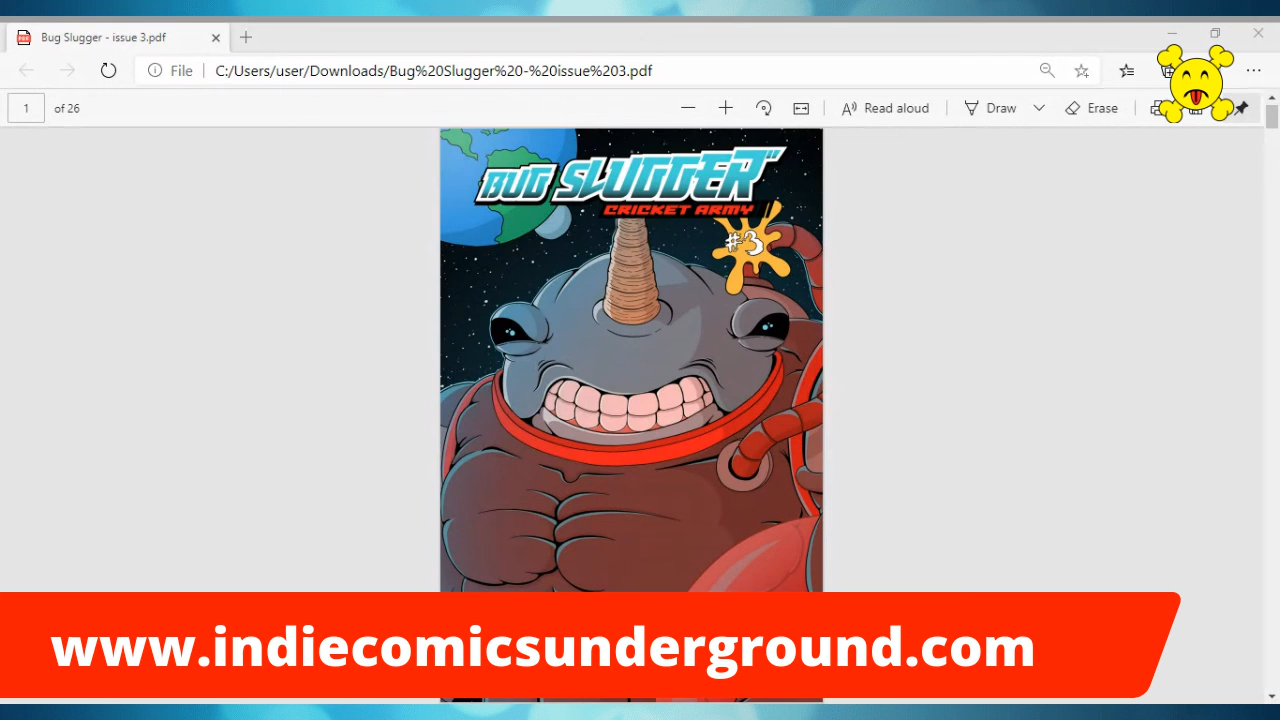 Bug Slugger - issue 3.pdf
File C:/Users/user/Downloads/Bug%20Slugger%20-%20issue%203.pdf
1 of 26 Read aloud Draw Erase
BUG SLUGGER
CRICKET ARMY
#3
www.indiecomicsunderground.com